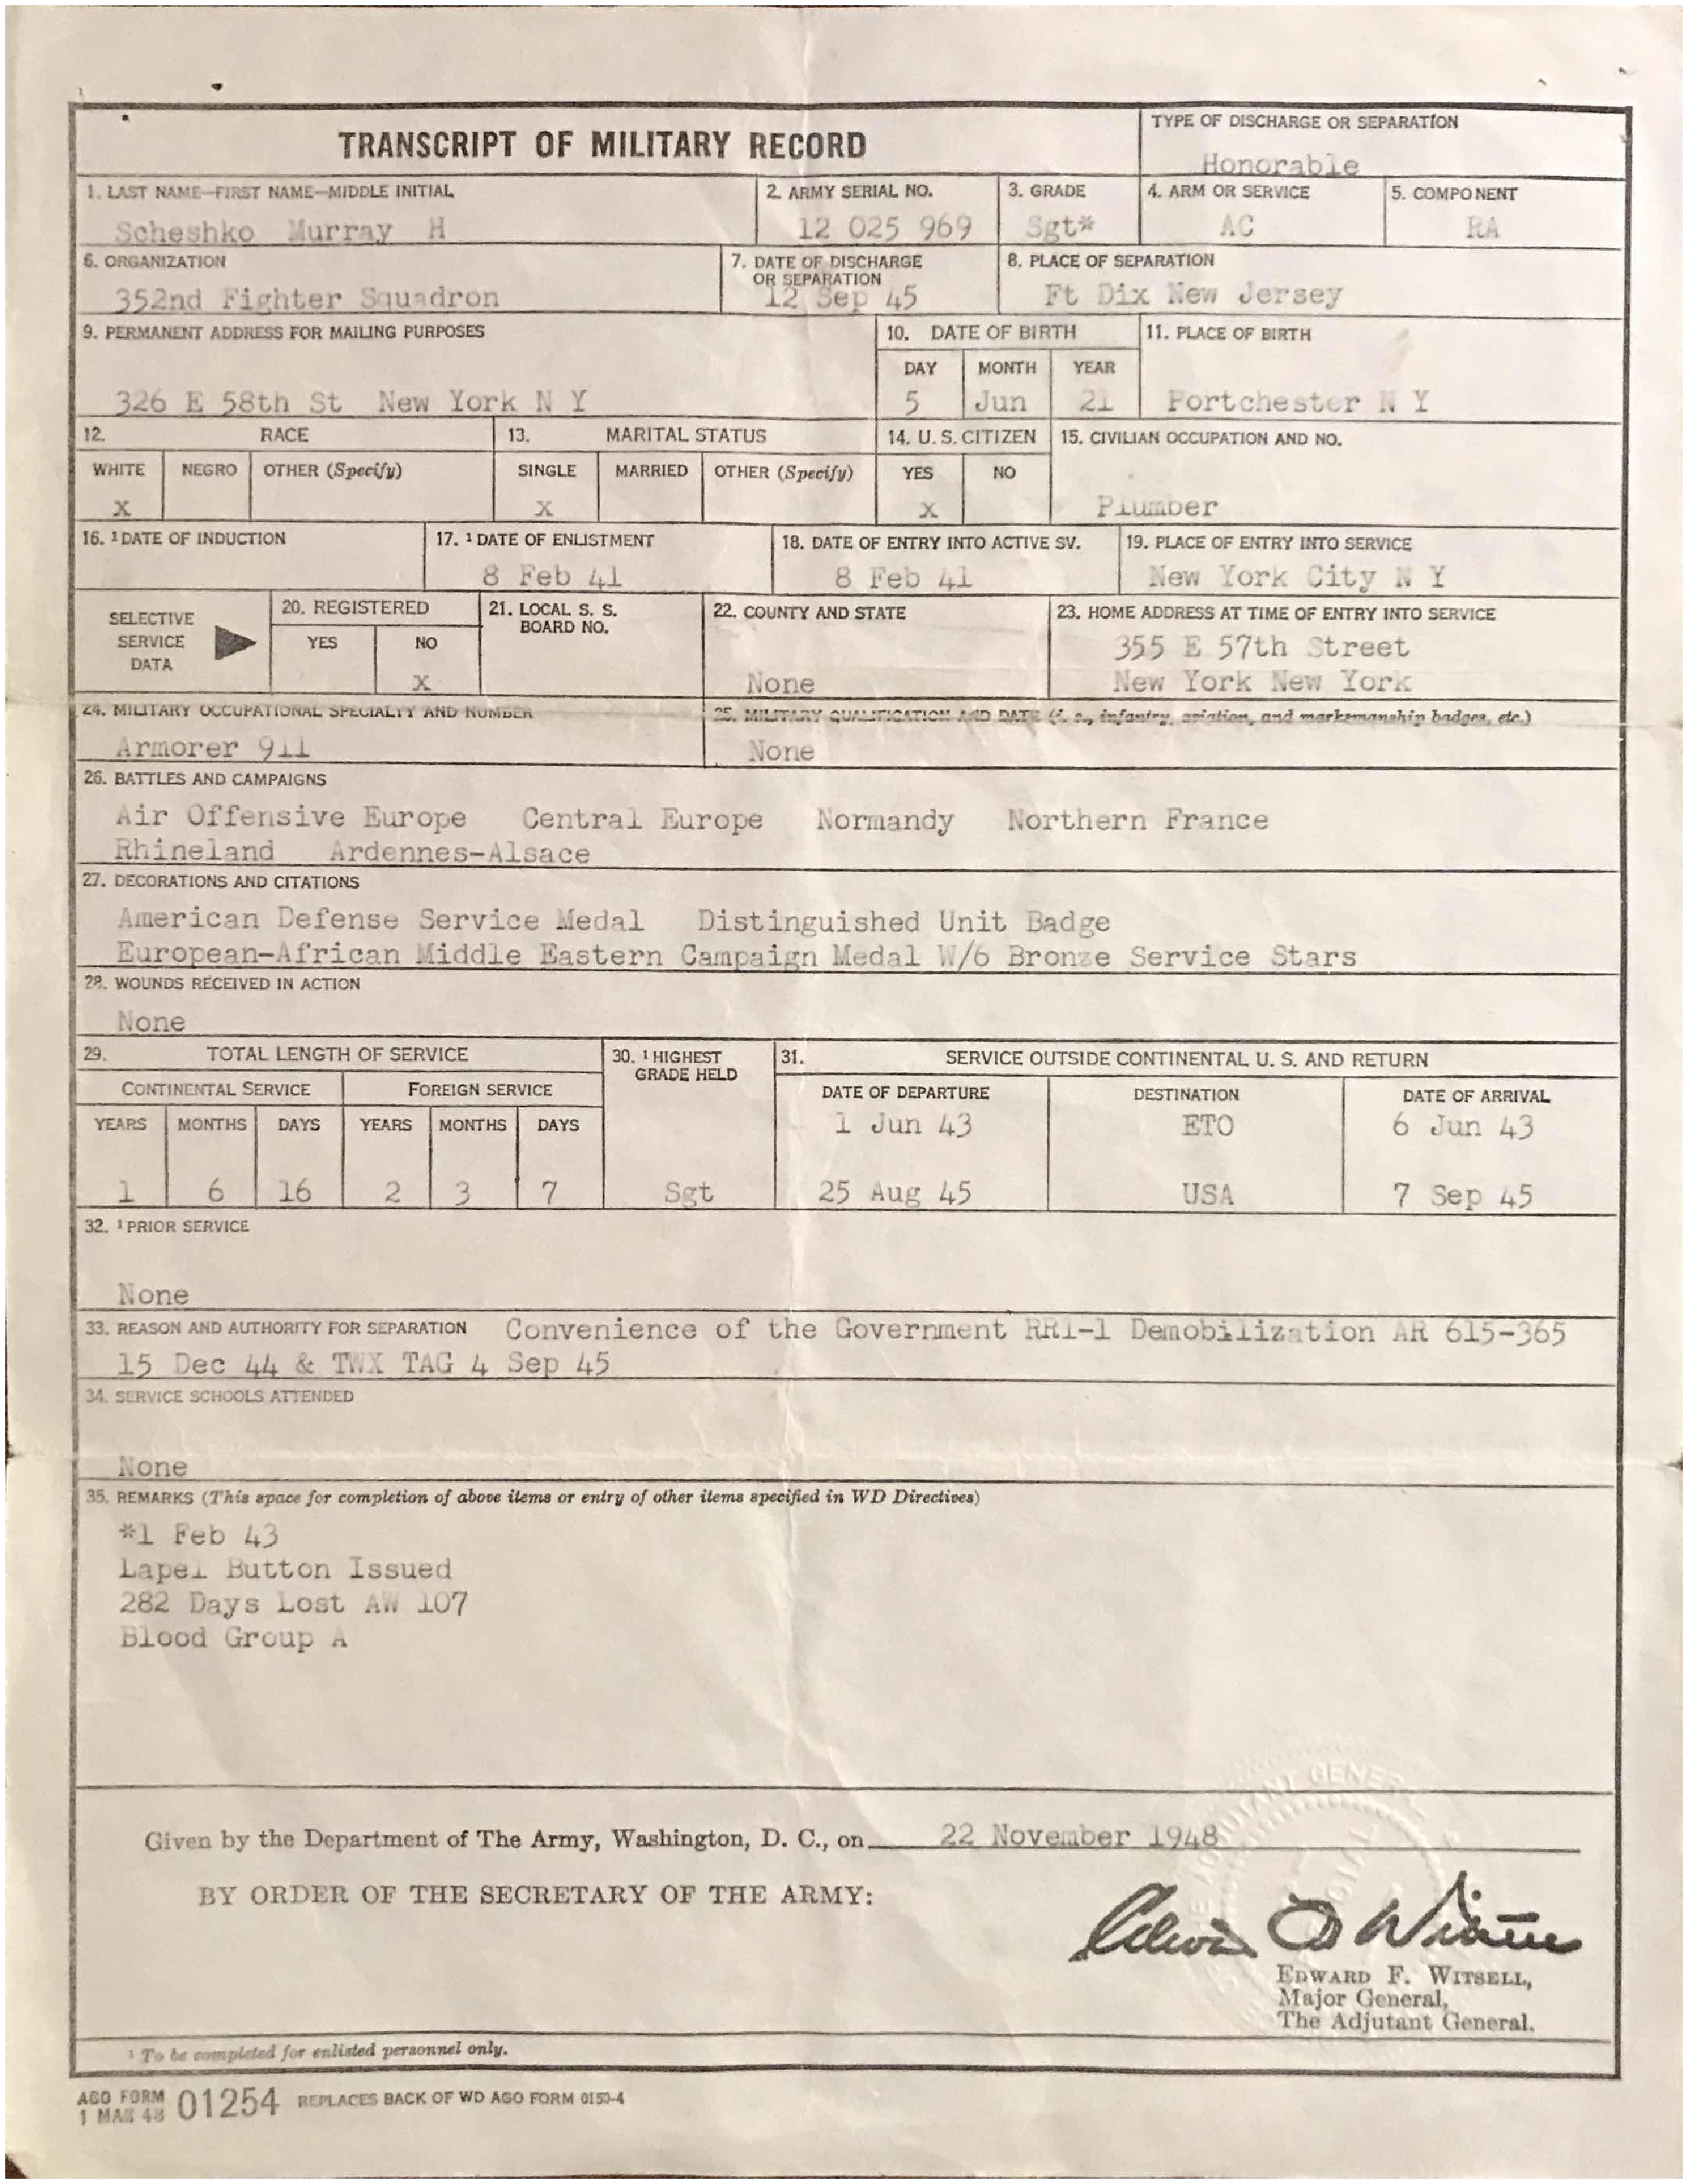 TRANSCRIPT OF MILITARY RECORD
TYPE OF DISCHARGE OR SEPARATION
Honorable
1. LAST NAME—FIRST NAME—MIDDLE INITIAL
Scheshko Murray H
2. ARMY SERIAL NO.
12 025 969
3. GRADE
Sgt*
4. ARM OR SERVICE
AC
5. COMPONENT
RA
6. ORGANIZATION
352nd Fighter Squadron
7. DATE OF DISCHARGE
OR SEPARATION
12 Sep 45
8. PLACE OF SEPARATION
Ft Dix New Jersey
9. PERMANENT ADDRESS FOR MAILING PURPOSES
326 E 58th St New York N Y
10. DATE OF BIRTH
DAY MONTH YEAR
5 Jun 21
11. PLACE OF BIRTH
Portchester N Y
12. RACE
WHITE NEGRO OTHER (Specify)
X
13. MARITAL STATUS
SINGLE MARRIED OTHER (Specify)
X
14. U. S. CITIZEN
YES NO
X
15. CIVILIAN OCCUPATION AND NO.
Plumber
16. ¹ DATE OF INDUCTION
17. ¹ DATE OF ENLISTMENT
8 Feb 41
18. DATE OF ENTRY INTO ACTIVE SV.
8 Feb 41
19. PLACE OF ENTRY INTO SERVICE
New York City N Y
SELECTIVE
SERVICE
DATA
20. REGISTERED
YES NO
X
21. LOCAL S. S.
BOARD NO.
22. COUNTY AND STATE
None
23. HOME ADDRESS AT TIME OF ENTRY INTO SERVICE
355 E 57th Street
New York New York
24. MILITARY OCCUPATIONAL SPECIALTY AND NUMBER
Armorer 911
25. MILITARY QUALIFICATION AND DATE (i. e., infantry, aviation, and marksmanship badges, etc.)
None
26. BATTLES AND CAMPAIGNS
Air Offensive Europe Central Europe Normandy Northern France
Rhineland Ardennes-Alsace
27. DECORATIONS AND CITATIONS
American Defense Service Medal Distinguished Unit Badge
European-African Middle Eastern Campaign Medal W/6 Bronze Service Stars
28. WOUNDS RECEIVED IN ACTION
None
29. TOTAL LENGTH OF SERVICE
CONTINENTAL SERVICE FOREIGN SERVICE
YEARS MONTHS DAYS YEARS MONTHS DAYS
1 6 16 2 3 7
30. ¹ HIGHEST
GRADE HELD
Sgt
31. SERVICE OUTSIDE CONTINENTAL U. S. AND RETURN
DATE OF DEPARTURE DESTINATION DATE OF ARRIVAL
1 Jun 43 ETO 6 Jun 43
25 Aug 45 USA 7 Sep 45
32. ¹ PRIOR SERVICE
None
33. REASON AND AUTHORITY FOR SEPARATION Convenience of the Government RR1-1 Demobilization AR 615-365
15 Dec 44 & TWX TAG 4 Sep 45
34. SERVICE SCHOOLS ATTENDED
None
35. REMARKS (This space for completion of above items or entry of other items specified in WD Directives)
*1 Feb 43
Lapel Button Issued
282 Days Lost AW 107
Blood Group A
Given by the Department of The Army, Washington, D. C., on 22 November 1948
BY ORDER OF THE SECRETARY OF THE ARMY:
EDWARD F. WITSELL,
Major General,
The Adjutant General.
¹ To be completed for enlisted personnel only.
AGO FORM
1 MAR 48 01254 REPLACES BACK OF WD AGO FORM 0153-4